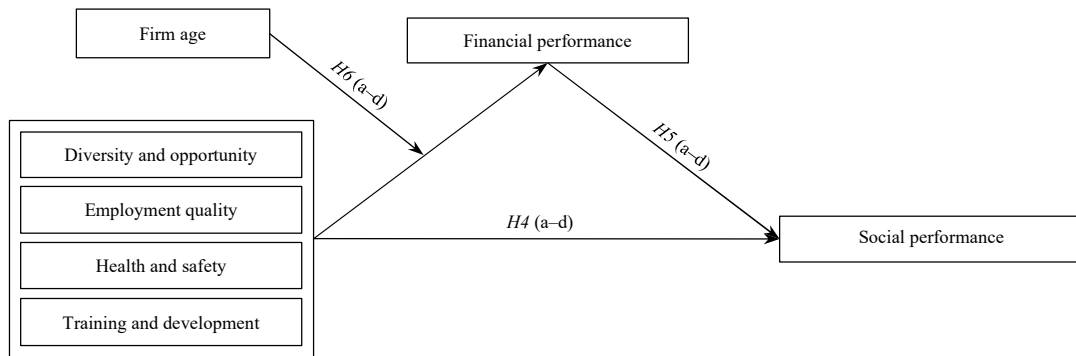 Firm age
Financial performance
H6 (a–d)
H5 (a–d)
Diversity and opportunity
Employment quality
H4 (a–d)
Social performance
Health and safety
Training and development